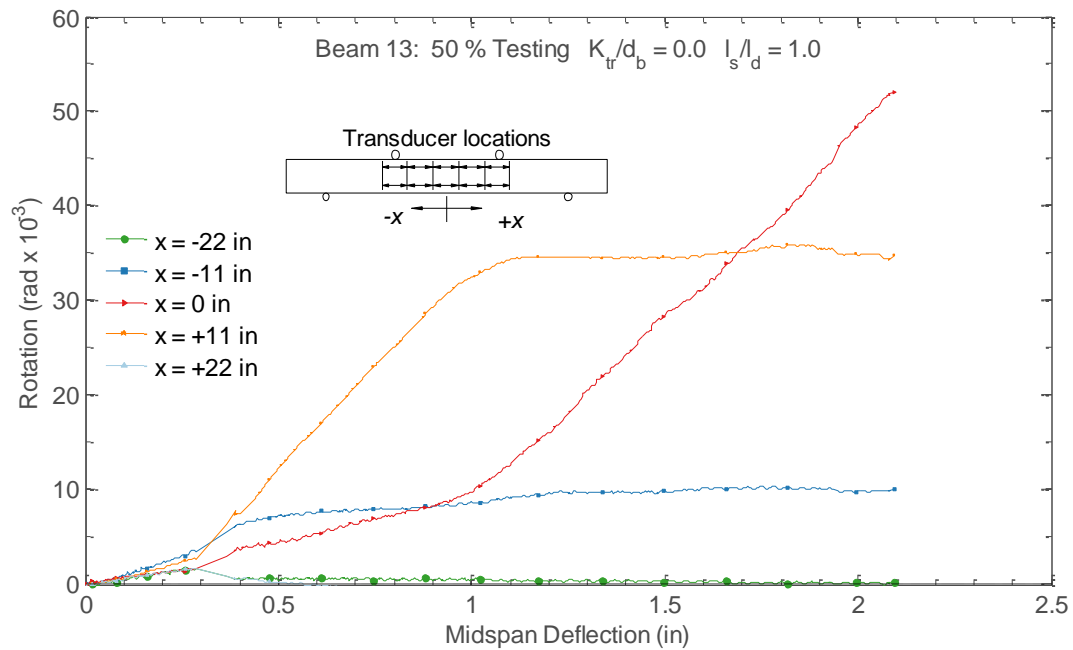 Beam 13: 50 % Testing K_tr/d_b = 0.0 l_s/l_d = 1.0
Transducer locations
-x
+x
x = -22 in
x = -11 in
x = 0 in
x = +11 in
x = +22 in
Rotation (rad x 10^-3)
60
50
40
30
20
10
0
0 0.5 1 1.5 2 2.5
Midspan Deflection (in)